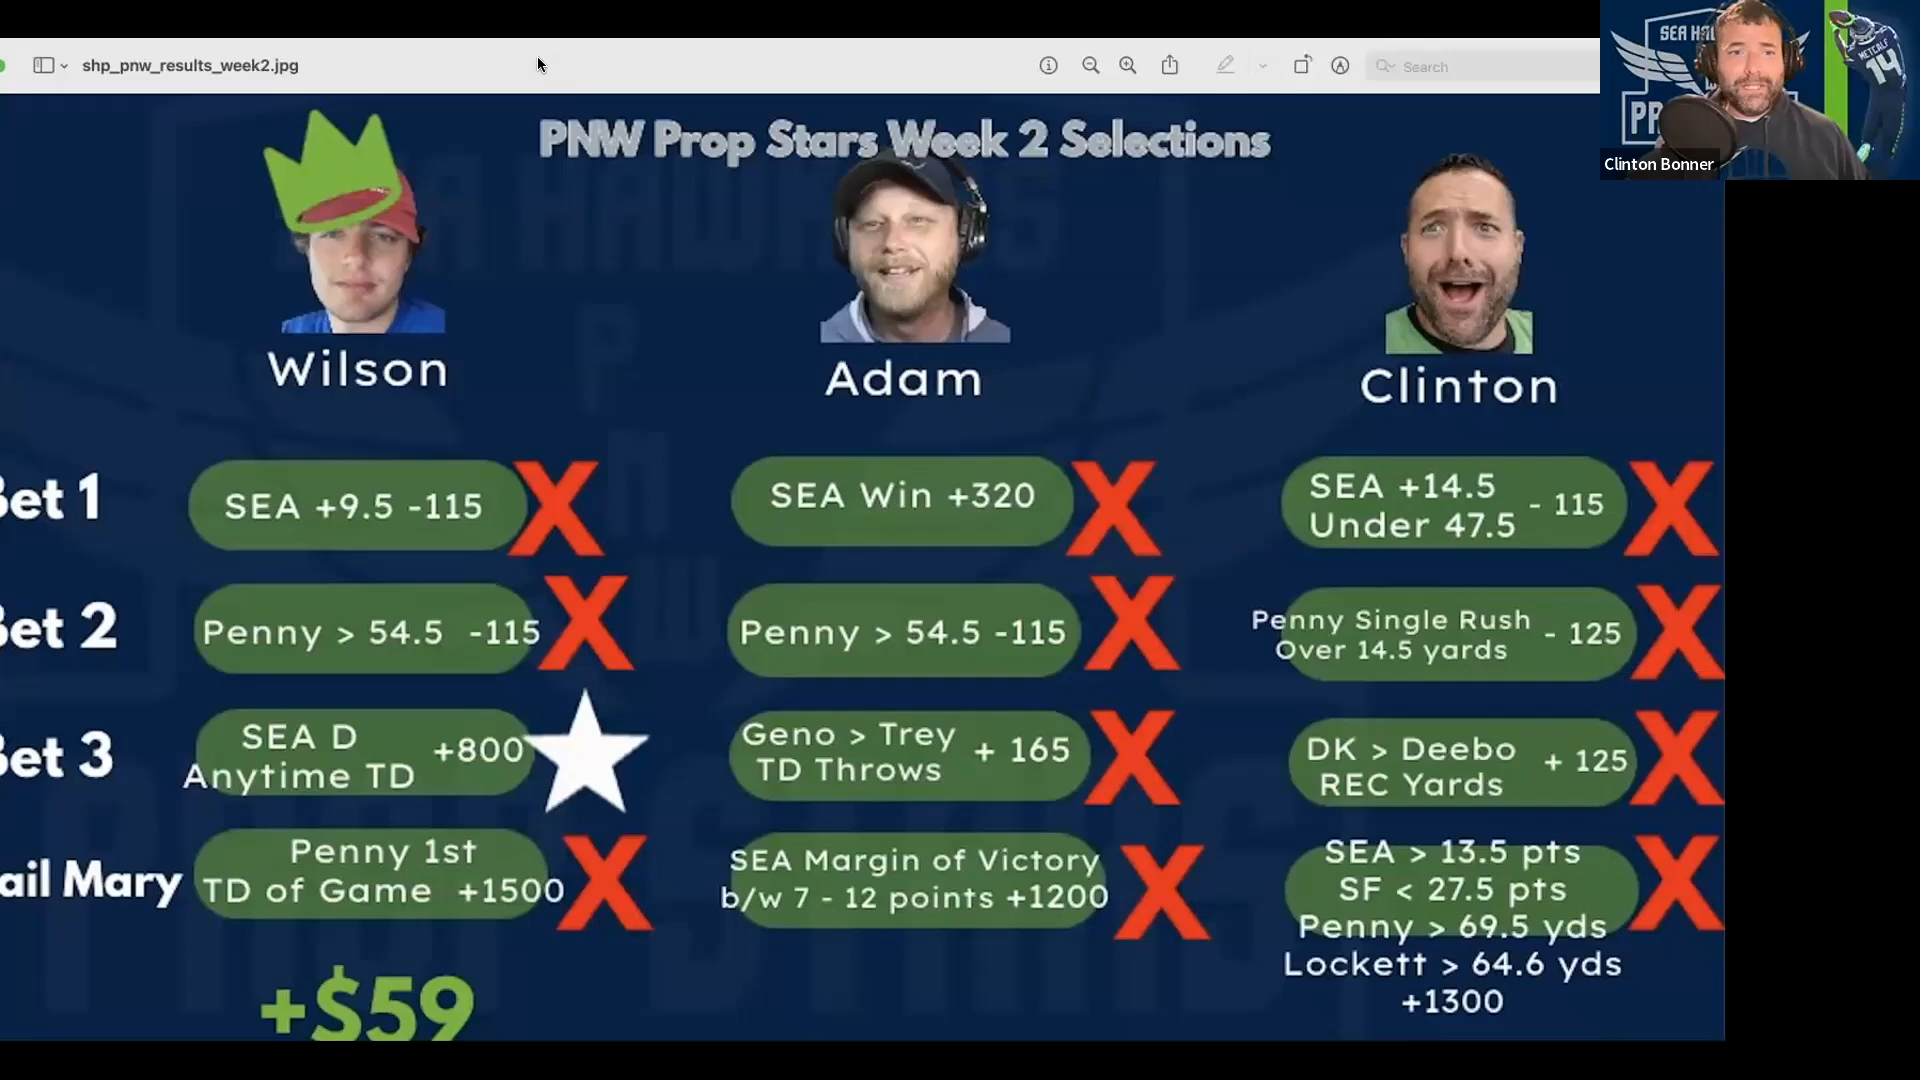 shp_pnw_results_week2.jpg
Search
SEA HA
METCALF
14
Clinton Bonner
PNW Prop Stars Week 2 Selections
Wilson
Adam
Clinton
Bet 1
SEA +9.5 -115
X
SEA Win +320
X
SEA +14.5
Under 47.5
- 115
X
Bet 2
Penny > 54.5 -115
X
Penny > 54.5 -115
X
Penny Single Rush
Over 14.5 yards
- 125
X
Bet 3
SEA D
Anytime TD
+800
Geno > Trey
TD Throws
+ 165
X
DK > Deebo
REC Yards
+ 125
X
ail Mary
Penny 1st
TD of Game +1500
X
SEA Margin of Victory
b/w 7 - 12 points +1200
X
SEA > 13.5 pts
SF < 27.5 pts
Penny > 69.5 yds
Lockett > 64.6 yds
+1300
X
+$59